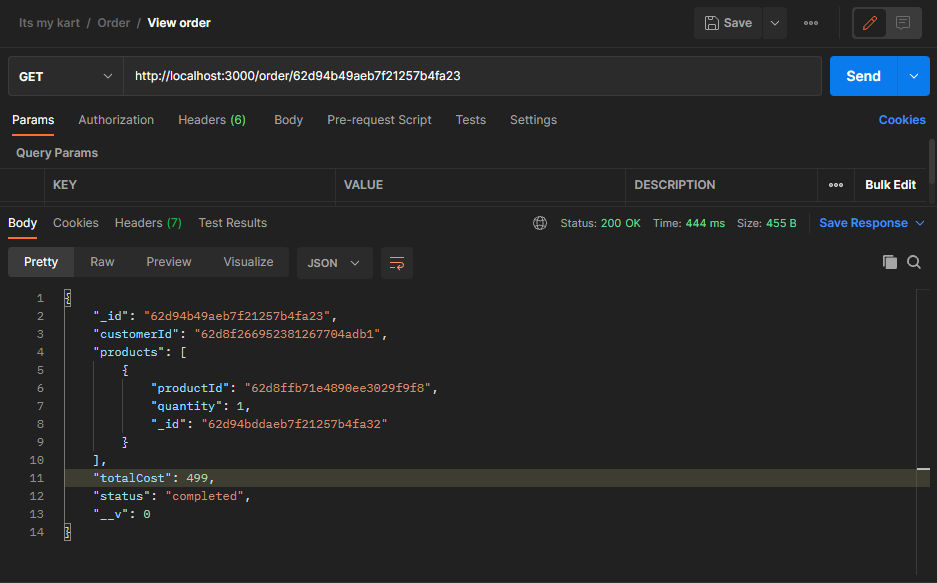 Its my kart / Order / View order Save
GET http://localhost:3000/order/62d94b49aeb7f21257b4fa23 Send
Params Authorization Headers (6) Body Pre-request Script Tests Settings Cookies
Query Params
KEY VALUE DESCRIPTION Bulk Edit
Body Cookies Headers (7) Test Results Status: 200 OK Time: 444 ms Size: 455 B Save Response
Pretty Raw Preview Visualize JSON
1 {
2 "_id": "62d94b49aeb7f21257b4fa23",
3 "customerId": "62d8f266952381267704adb1",
4 "products": [
5 {
6 "productId": "62d8ffb71e4890ee3029f9f8",
7 "quantity": 1,
8 "_id": "62d94bddaeb7f21257b4fa32"
9 }
10 ],
11 "totalCost": 499,
12 "status": "completed",
13 "__v": 0
14 }